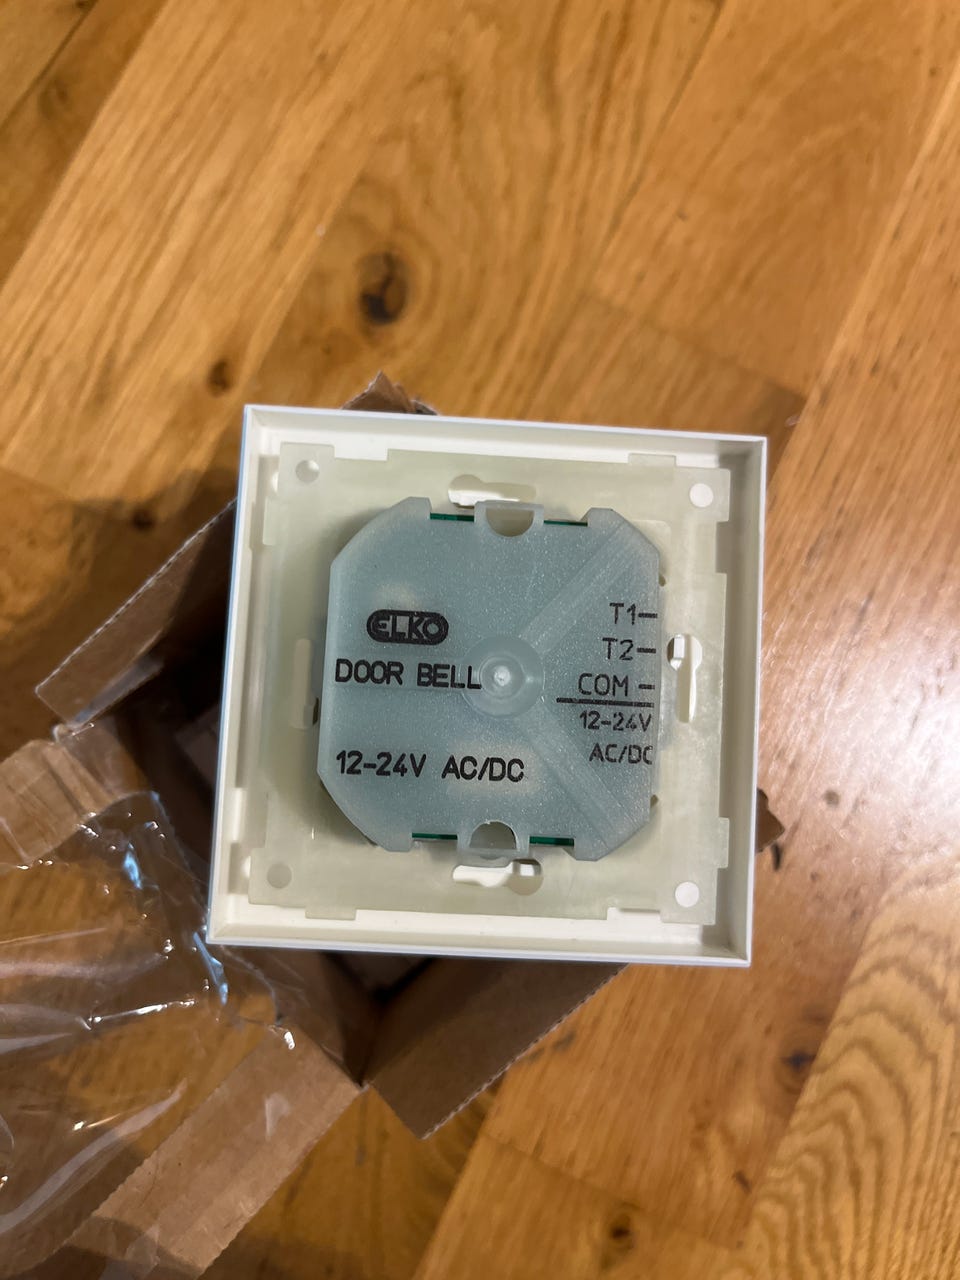 ELKO
DOOR BELL
12-24V AC/DC
T1-
T2-
COM -
12-24V
AC/DC